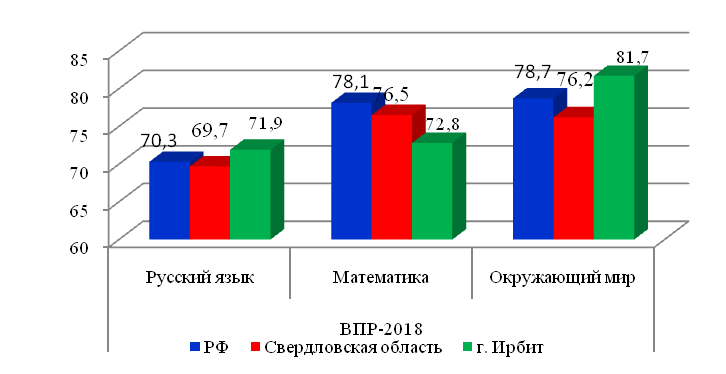 85
80
75
70
65
60
70,3
69,7
71,9
78,1
76,5
72,8
78,7
76,2
81,7
Русский язык
Математика
Окружающий мир
ВПР-2018
РФ
Свердловская область
г. Ирбит